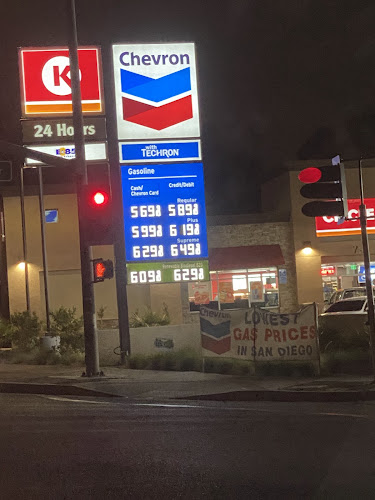 K
Chevron
24 Hours
with
TECHRON
Gasoline
Cash/ Credit/Debit
Chevron Card
Regular
569 9/10 589 9/10
Plus
599 9/10 619 9/10
Supreme
629 9/10 649 9/10
609 9/10 629 9/10
Chevron
LOWEST
GAS PRICES
IN SAN DIEGO